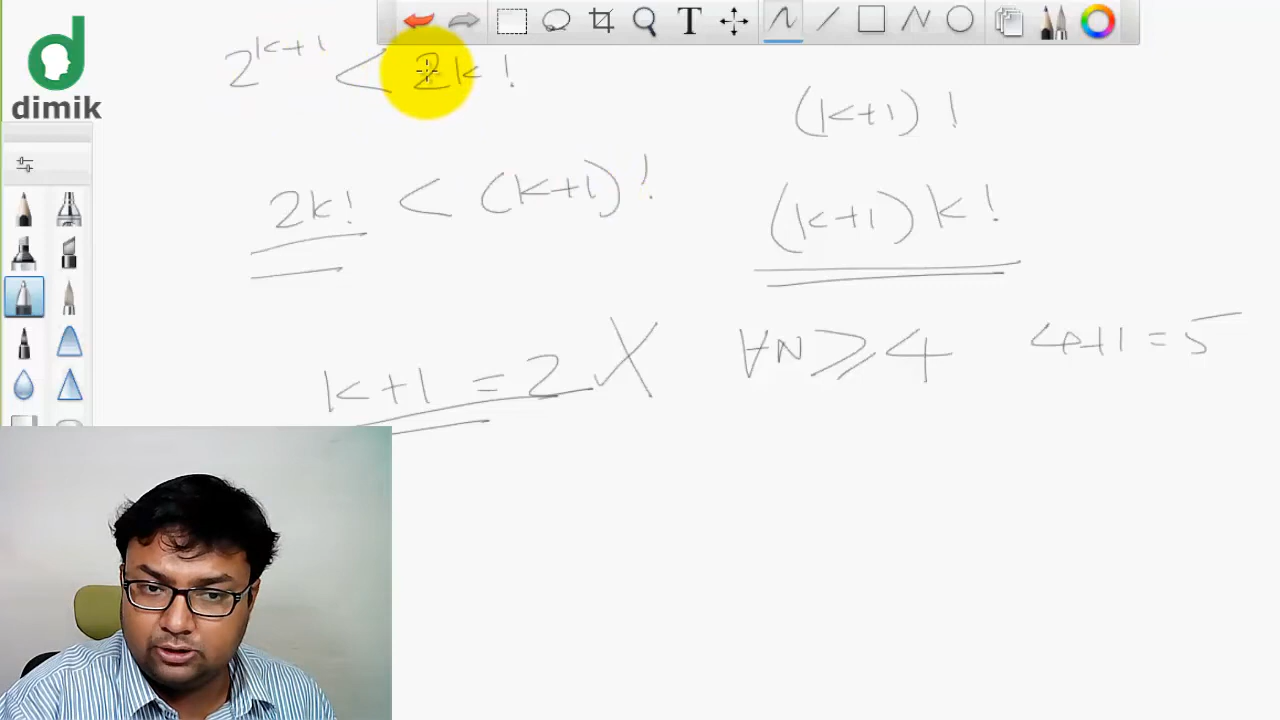 dimik
T
2^{k+1} < 2k!
(k+1)!
2k! < (k+1)!
(k+1)k!
k+1 = 2 X
∀N ≥ 4
4+1 = 5